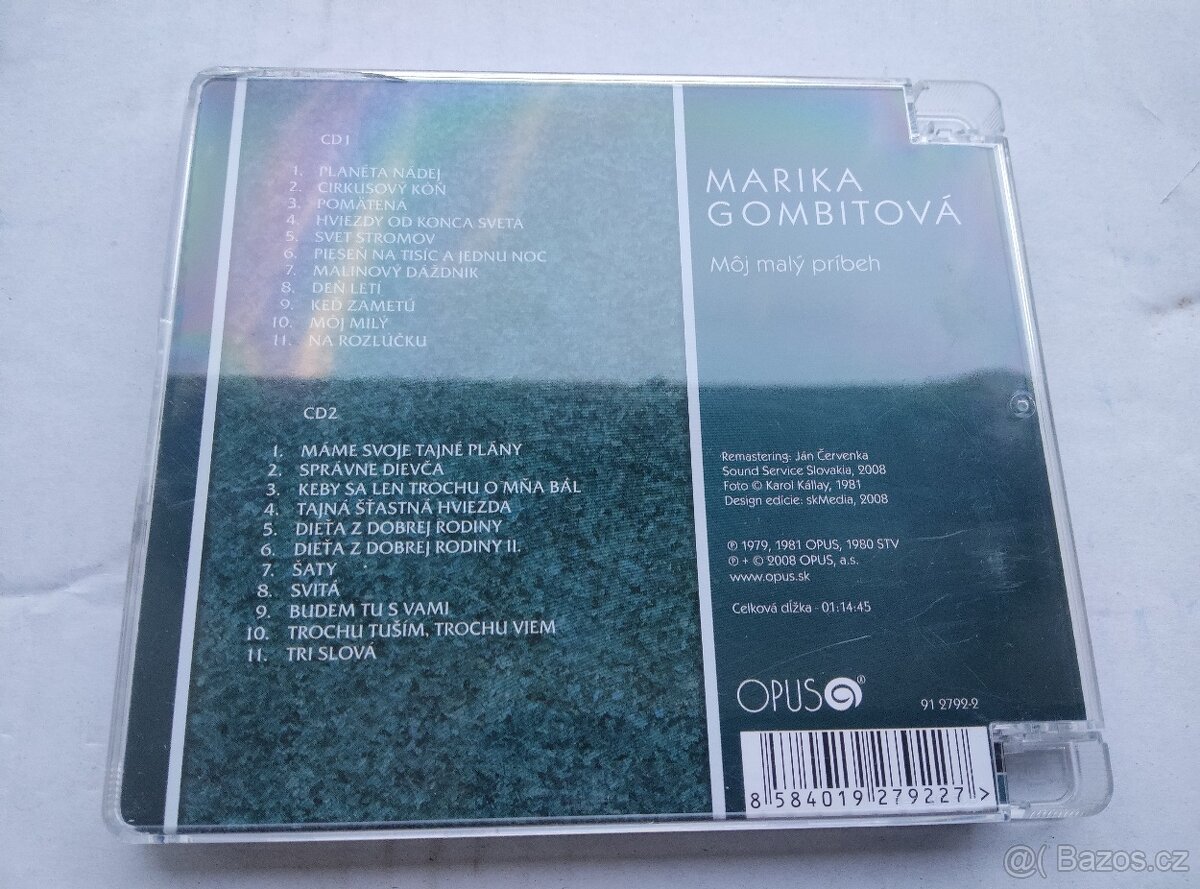 CD1
1. PLANÉTA NÁDEJ
2. CIRKUSOVÝ KÔŇ
3. POMÄTENÁ
4. HVIEZDY OD KONCA SVETA
5. SVET STROMOV
6. PIESEŇ NA TISÍC A JEDNU NOC
7. MALINOVÝ DÁŽDNIK
8. DEŇ LETÍ
9. KEĎ ZAMETÚ
10. MÔJ MILÝ
11. NA ROZLÚČKU
CD2
1. MÁME SVOJE TAJNÉ PLÁNY
2. SPRÁVNE DIEVČA
3. KEBY SA LEN TROCHU O MŇA BÁL
4. TAJNÁ ŠŤASTNÁ HVIEZDA
5. DIEŤA Z DOBREJ RODINY
6. DIEŤA Z DOBREJ RODINY II.
7. ŠATY
8. SVITÁ
9. BUDEM TU S VAMI
10. TROCHU TUŠÍM, TROCHU VIEM
11. TRI SLOVÁ
MARIKA
GOMBITOVÁ
Môj malý príbeh
Remastering: Ján Červenka
Sound Service Slovakia, 2008
Foto © Karol Kállay, 1981
Design edície: skMedia, 2008
℗ 1979, 1981 OPUS, 1980 STV
℗ + © 2008 OPUS, a.s.
www.opus.sk
Celková dĺžka - 01:14:45
OPUS®
91 2792-2
8 584019 279227 >
@( Bazos.cz